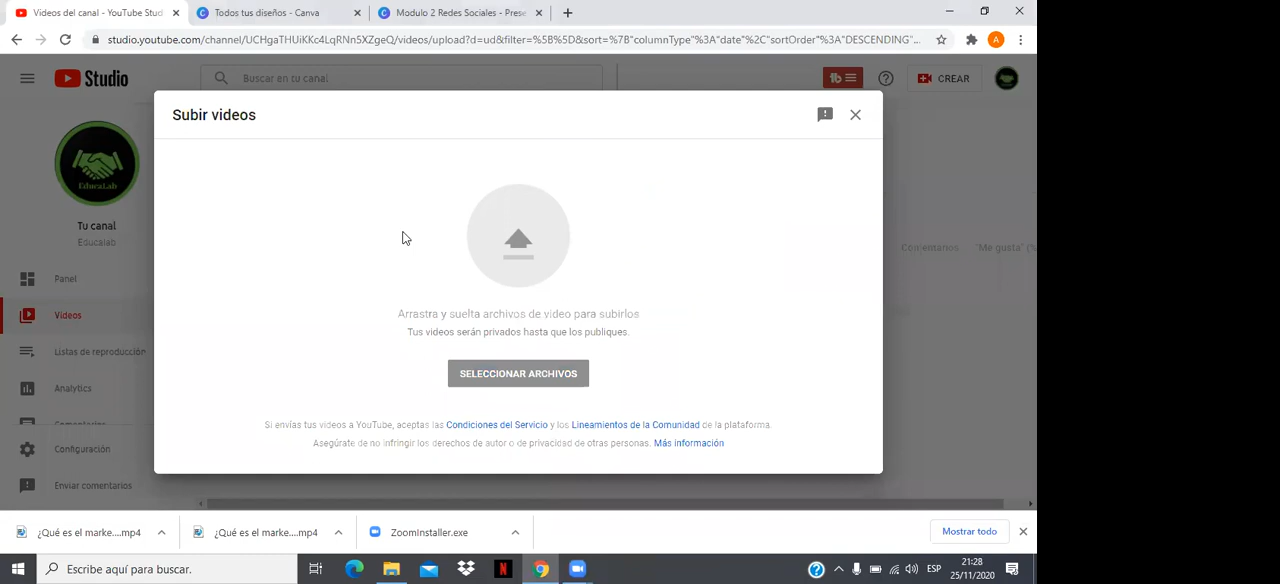 Videos del canal - YouTube Stud
Todos tus diseños - Canva
Modulo 2 Redes Sociales - Prese
studio.youtube.com/channel/UCHgaTHUiKKc4LqRNn5XZgeQ/videos/upload?d=ud&filter=%5B%5D&sort=%7B"columnType"%3A"date"%2C"sortOrder"%3A"DESCENDING"...
A
Studio
Buscar en tu canal
tb
CREAR
Subir videos
EducaLab
Tu canal
Educalab
Comentarios
"Me gusta" (%
Panel
Videos
Listas de reproducción
Analytics
Comentarios
Configuración
Enviar comentarios
Arrastra y suelta archivos de video para subirlos
Tus videos serán privados hasta que los publiques.
SELECCIONAR ARCHIVOS
Si envías tus videos a YouTube, aceptas las Condiciones del Servicio y los Lineamientos de la Comunidad de la plataforma.
Asegúrate de no infringir los derechos de autor o de privacidad de otras personas. Más información
¿Qué es el marke....mp4
¿Qué es el marke....mp4
ZoomInstaller.exe
Mostrar todo
Escribe aquí para buscar.
N
ESP
21:28
25/11/2020